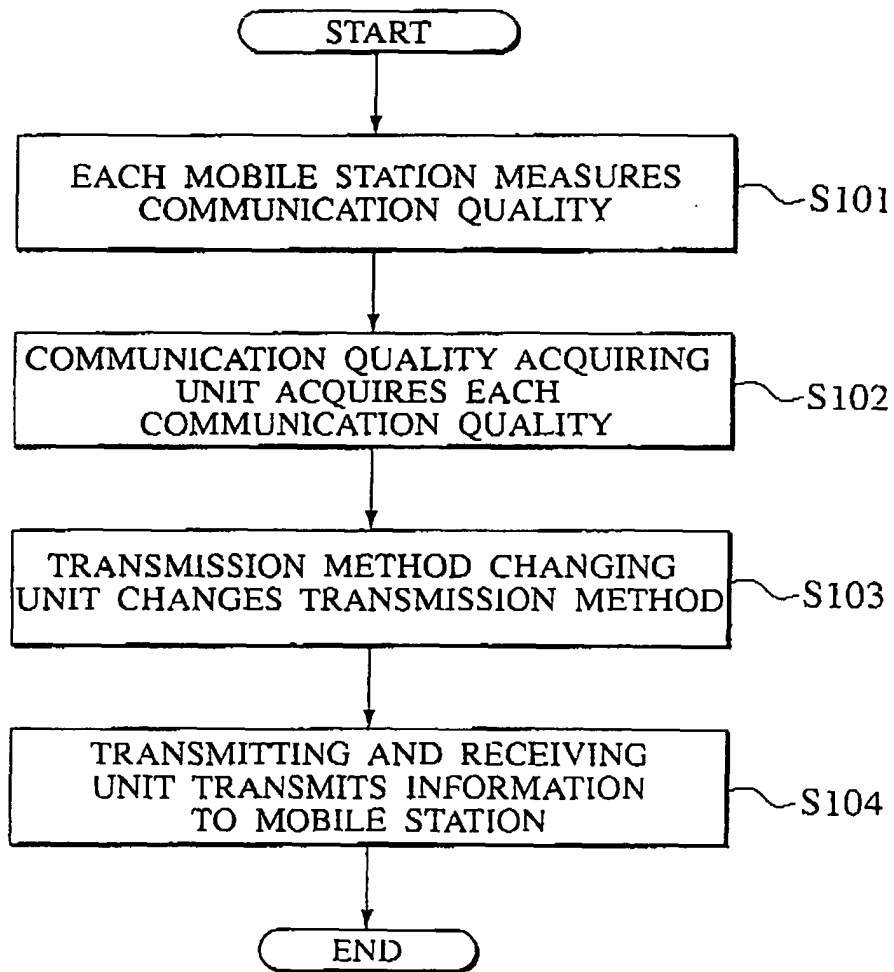 START
EACH MOBILE STATION MEASURES
COMMUNICATION QUALITY
S101
COMMUNICATION QUALITY ACQUIRING
UNIT ACQUIRES EACH
COMMUNICATION QUALITY
S102
TRANSMISSION METHOD CHANGING
UNIT CHANGES TRANSMISSION METHOD
S103
TRANSMITTING AND RECEIVING
UNIT TRANSMITS INFORMATION
TO MOBILE STATION
S104
END